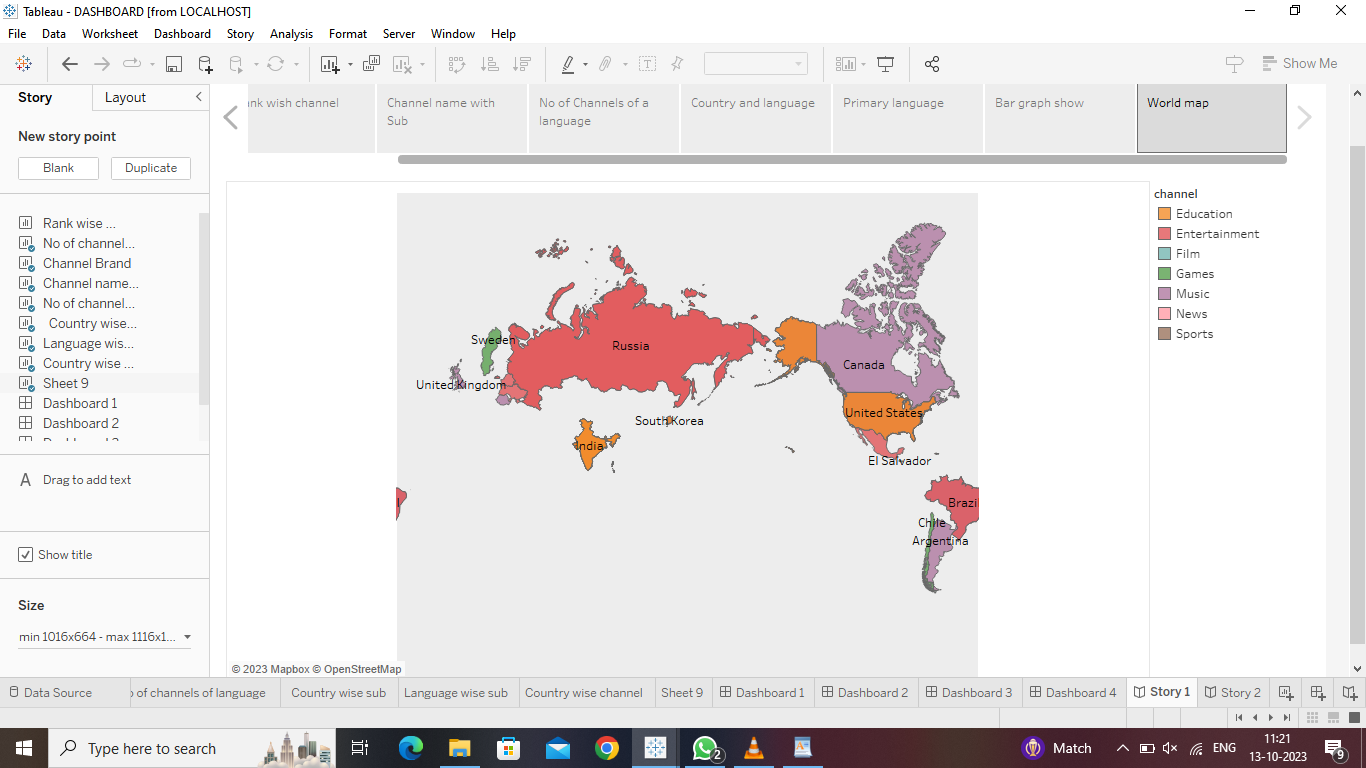 Tableau - DASHBOARD [from LOCALHOST]
File Data Worksheet Dashboard Story Analysis Format Server Window Help
Show Me
Story Layout
New story point
Blank Duplicate
Rank wise ...
No of channel...
Channel Brand
Channel name...
No of channel...
Country wise...
Language wis...
Country wise ...
Sheet 9
Dashboard 1
Dashboard 2
A Drag to add text
Show title
Size
min 1016x664 - max 1116x1...
nk wish channel
Channel name with
Sub
No of Channels of a
language
Country and language
Primary language
Bar graph show
World map
Sweden
Russia
United Kingdom
Canada
United States
South Korea
India
El Salvador
Brazi
Chile
Argentina
© 2023 Mapbox © OpenStreetMap
channel
Education
Entertainment
Film
Games
Music
News
Sports
Data Source
of channels of language
Country wise sub
Language wise sub
Country wise channel
Sheet 9
Dashboard 1
Dashboard 2
Dashboard 3
Dashboard 4
Story 1
Story 2
Type here to search
2
Match
ENG
11:21
13-10-2023
9